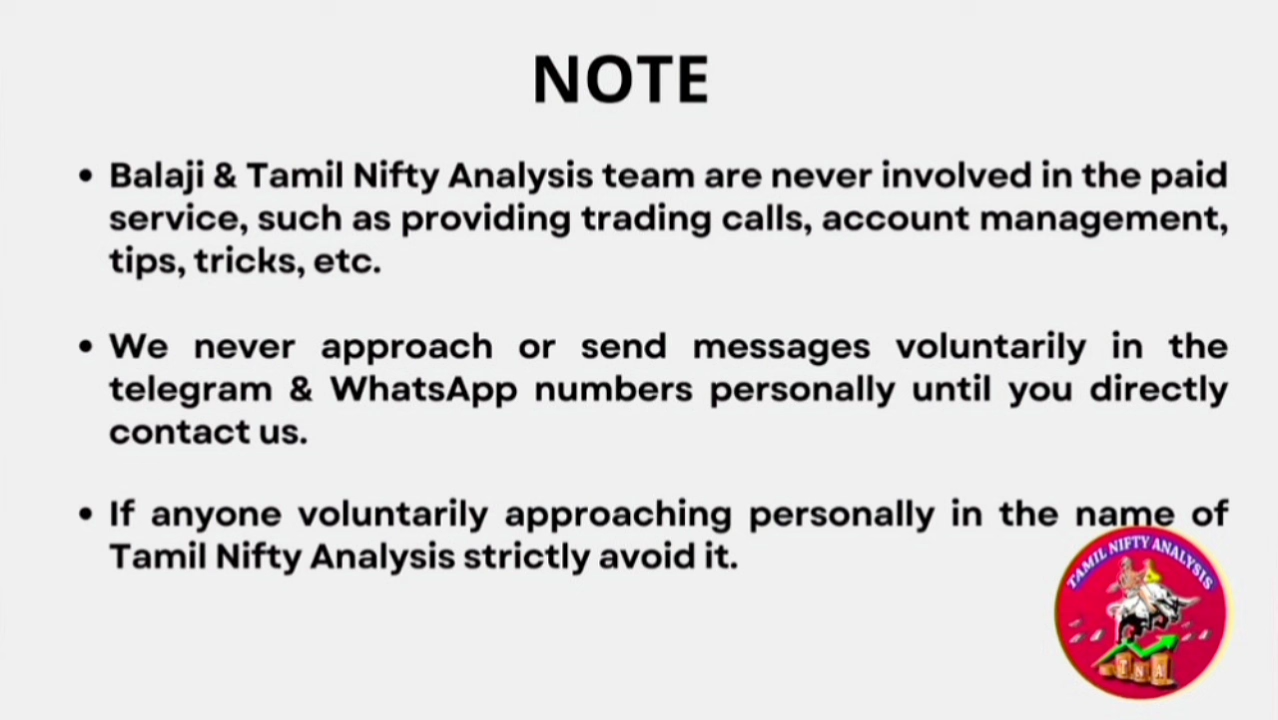 NOTE
• Balaji & Tamil Nifty Analysis team are never involved in the paid
service, such as providing trading calls, account management,
tips, tricks, etc.
• We never approach or send messages voluntarily in the
telegram & WhatsApp numbers personally until you directly
contact us.
• If anyone voluntarily approaching personally in the name of
Tamil Nifty Analysis strictly avoid it.
TAMIL NIFTY ANALYSIS
TNA